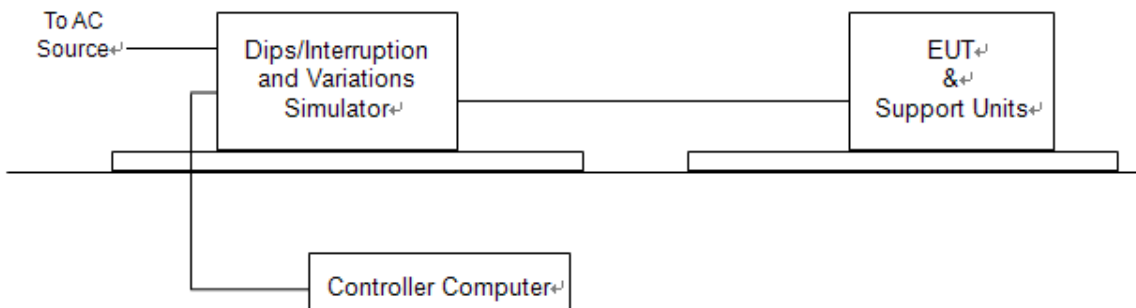 To AC
Source↵
Dips/Interruption
and Variations
Simulator↵
EUT↵
&↵
Support Units↵
Controller Computer↵